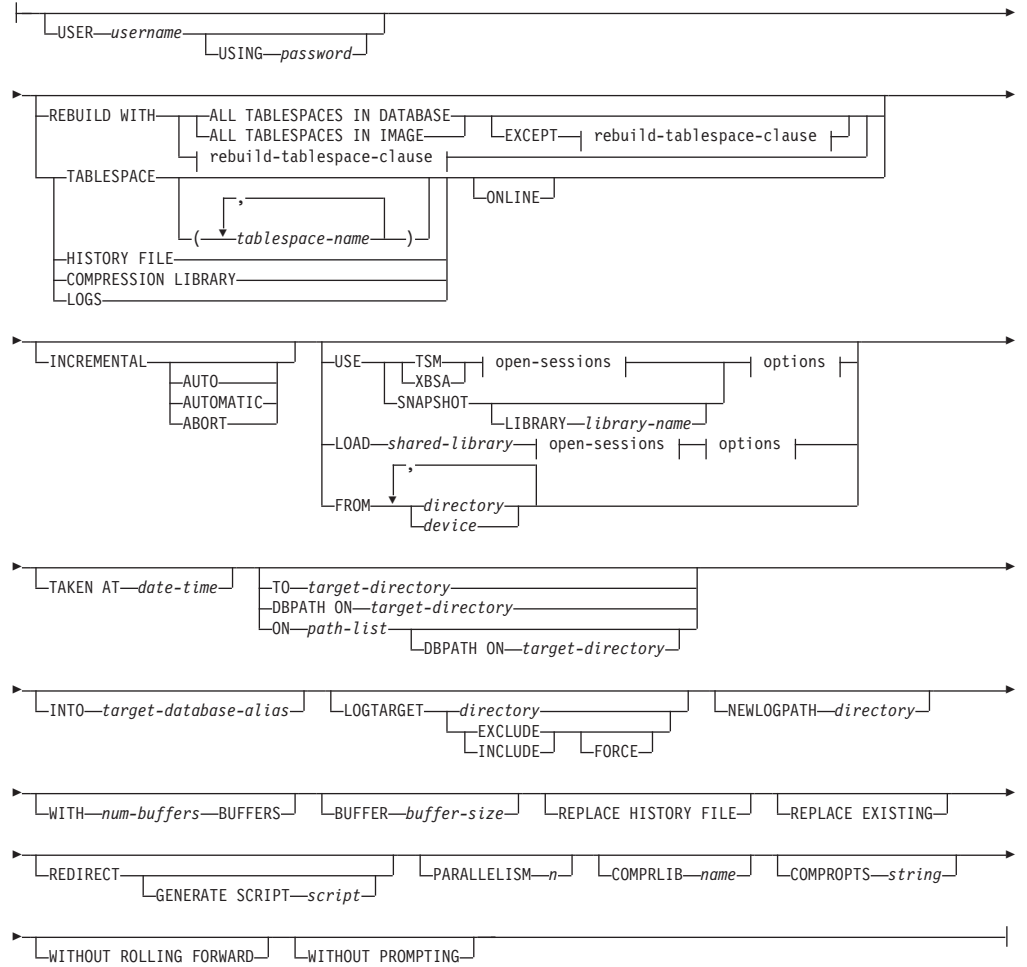 USER username
USING password
REBUILD WITH ALL TABLESPACES IN DATABASE
ALL TABLESPACES IN IMAGE EXCEPT rebuild-tablespace-clause
rebuild-tablespace-clause
TABLESPACE
ONLINE
,
( tablespace-name )
HISTORY FILE
COMPRESSION LIBRARY
LOGS
INCREMENTAL
AUTO
AUTOMATIC
ABORT
USE TSM open-sessions options
XBSA
SNAPSHOT
LIBRARY library-name
LOAD shared-library open-sessions options
,
FROM directory
device
TAKEN AT date-time
TO target-directory
DBPATH ON target-directory
ON path-list
DBPATH ON target-directory
INTO target-database-alias LOGTARGET directory NEWLOGPATH directory
EXCLUDE
INCLUDE FORCE
WITH num-buffers BUFFERS BUFFER buffer-size REPLACE HISTORY FILE REPLACE EXISTING
REDIRECT PARALLELISM n COMPRLIB name COMPROPTS string
GENERATE SCRIPT script
WITHOUT ROLLING FORWARD WITHOUT PROMPTING